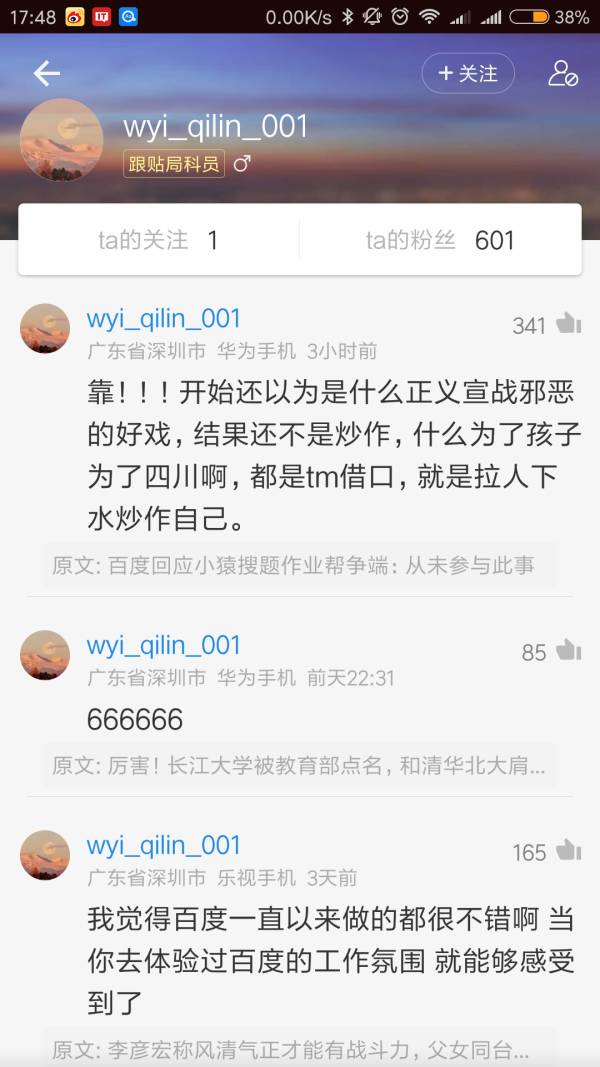 17:48
0.00K/s
38%
+ 关注
wyi_qilin_001
跟贴局科员 ♂
ta的关注 1
ta的粉丝 601
wyi_qilin_001
341
广东省深圳市 华为手机 3小时前
靠！！！开始还以为是什么正义宣战邪恶
的好戏，结果还不是炒作，什么为了孩子
为了四川啊，都是tm借口，就是拉人下
水炒作自己。
原文: 百度回应小猿搜题作业帮争端：从未参与此事
wyi_qilin_001
85
广东省深圳市 华为手机 前天22:31
666666
原文: 厉害！长江大学被教育部点名，和清华北大肩...
wyi_qilin_001
165
广东省深圳市 乐视手机 3天前
我觉得百度一直以来做的都很不错啊 当
你去体验过百度的工作氛围 就能够感受
到了
原文: 李彦宏称风清气正才能有战斗力，父女同台...